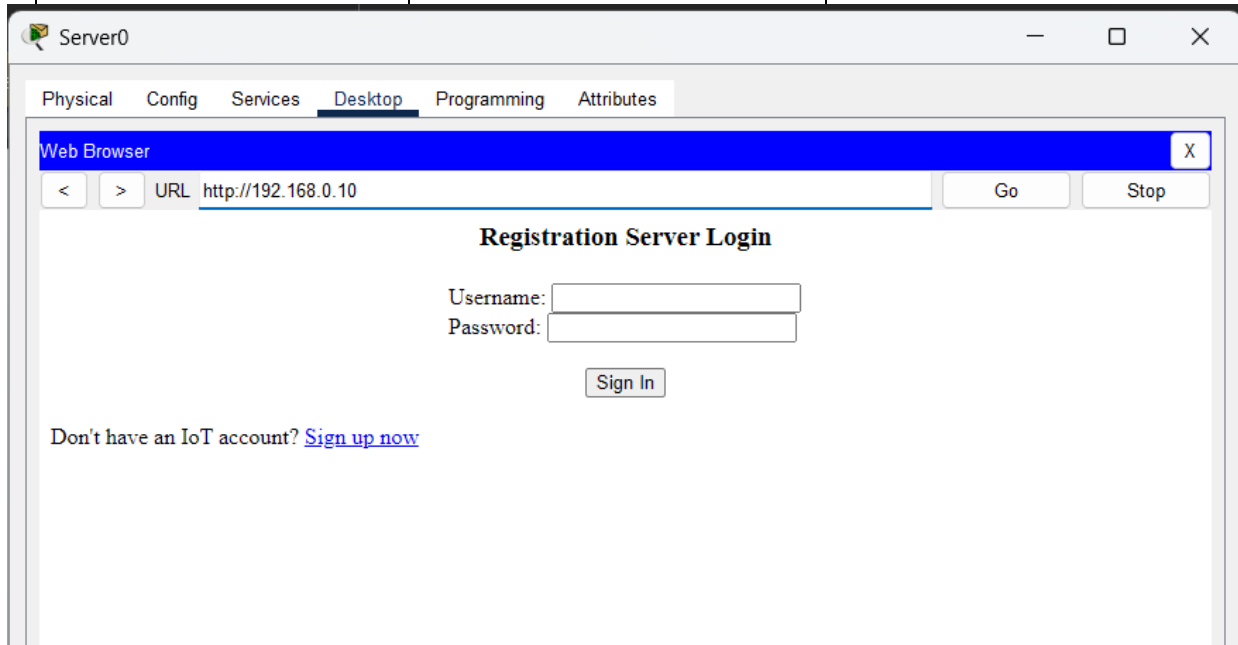 Server0
Physical Config Services Desktop Programming Attributes
Web Browser X
< > URL http://192.168.0.10 Go Stop
Registration Server Login
Username:
Password:
Sign In
Don't have an IoT account? Sign up now